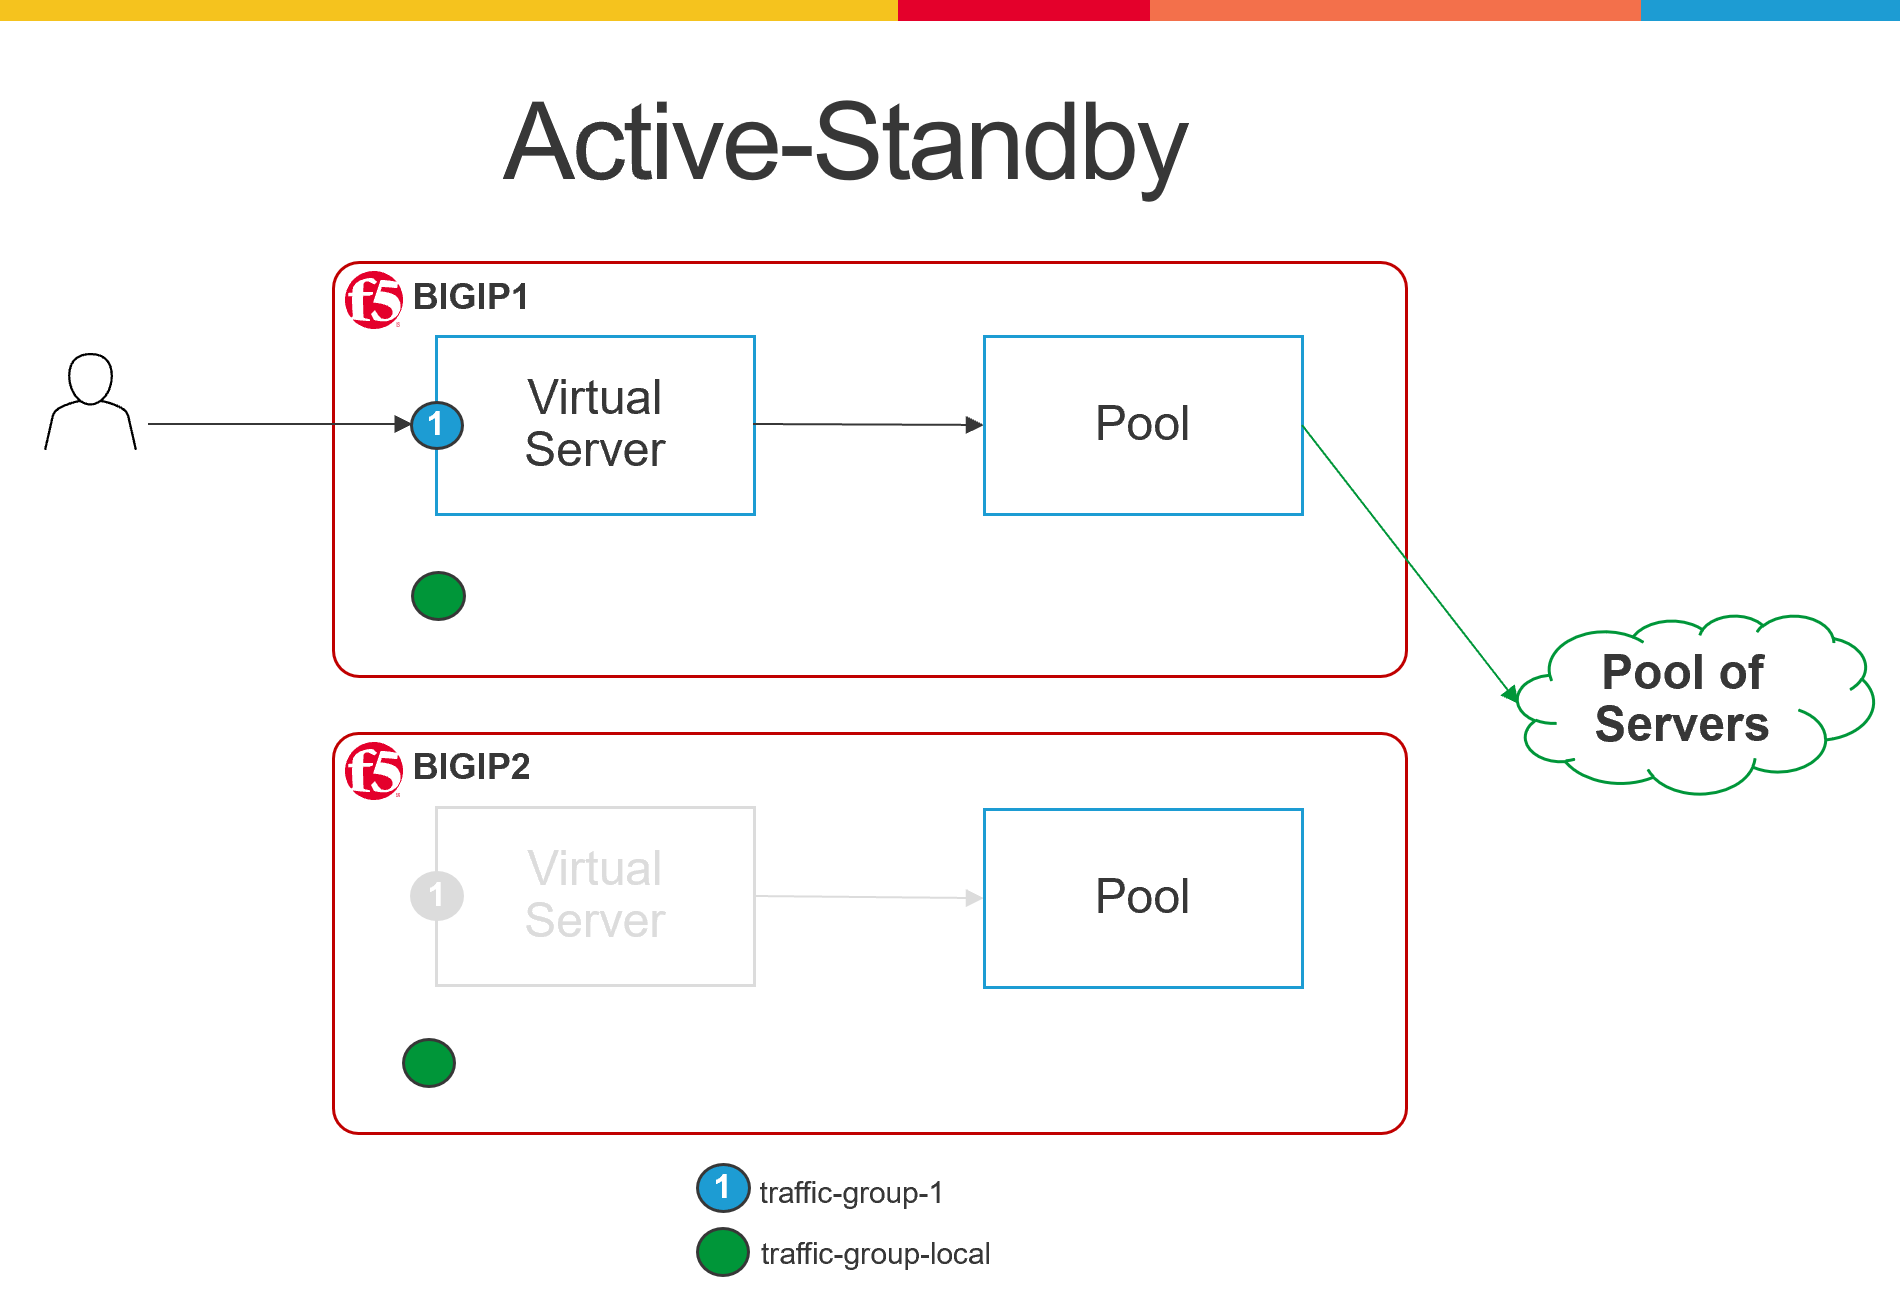 Active-Standby
f5 BIGIP1
Virtual
Server
1
Pool
Pool of
Servers
f5 BIGIP2
Virtual
Server
1
Pool
1 traffic-group-1
traffic-group-local